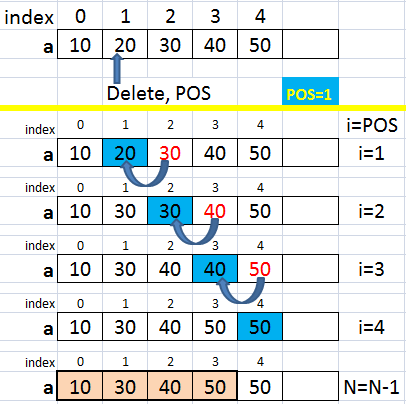 index 0 1 2 3 4
a 10 20 30 40 50
Delete, POS POS=1
index 0 1 2 3 4 i=POS
a 10 20 30 40 50 i=1
index 0 1 2 3 4
a 10 30 30 40 50 i=2
index 0 1 2 3 4
a 10 30 40 40 50 i=3
index 0 1 2 3 4
a 10 30 40 50 50 i=4
index 0 1 2 3 4
a 10 30 40 50 50 N=N-1